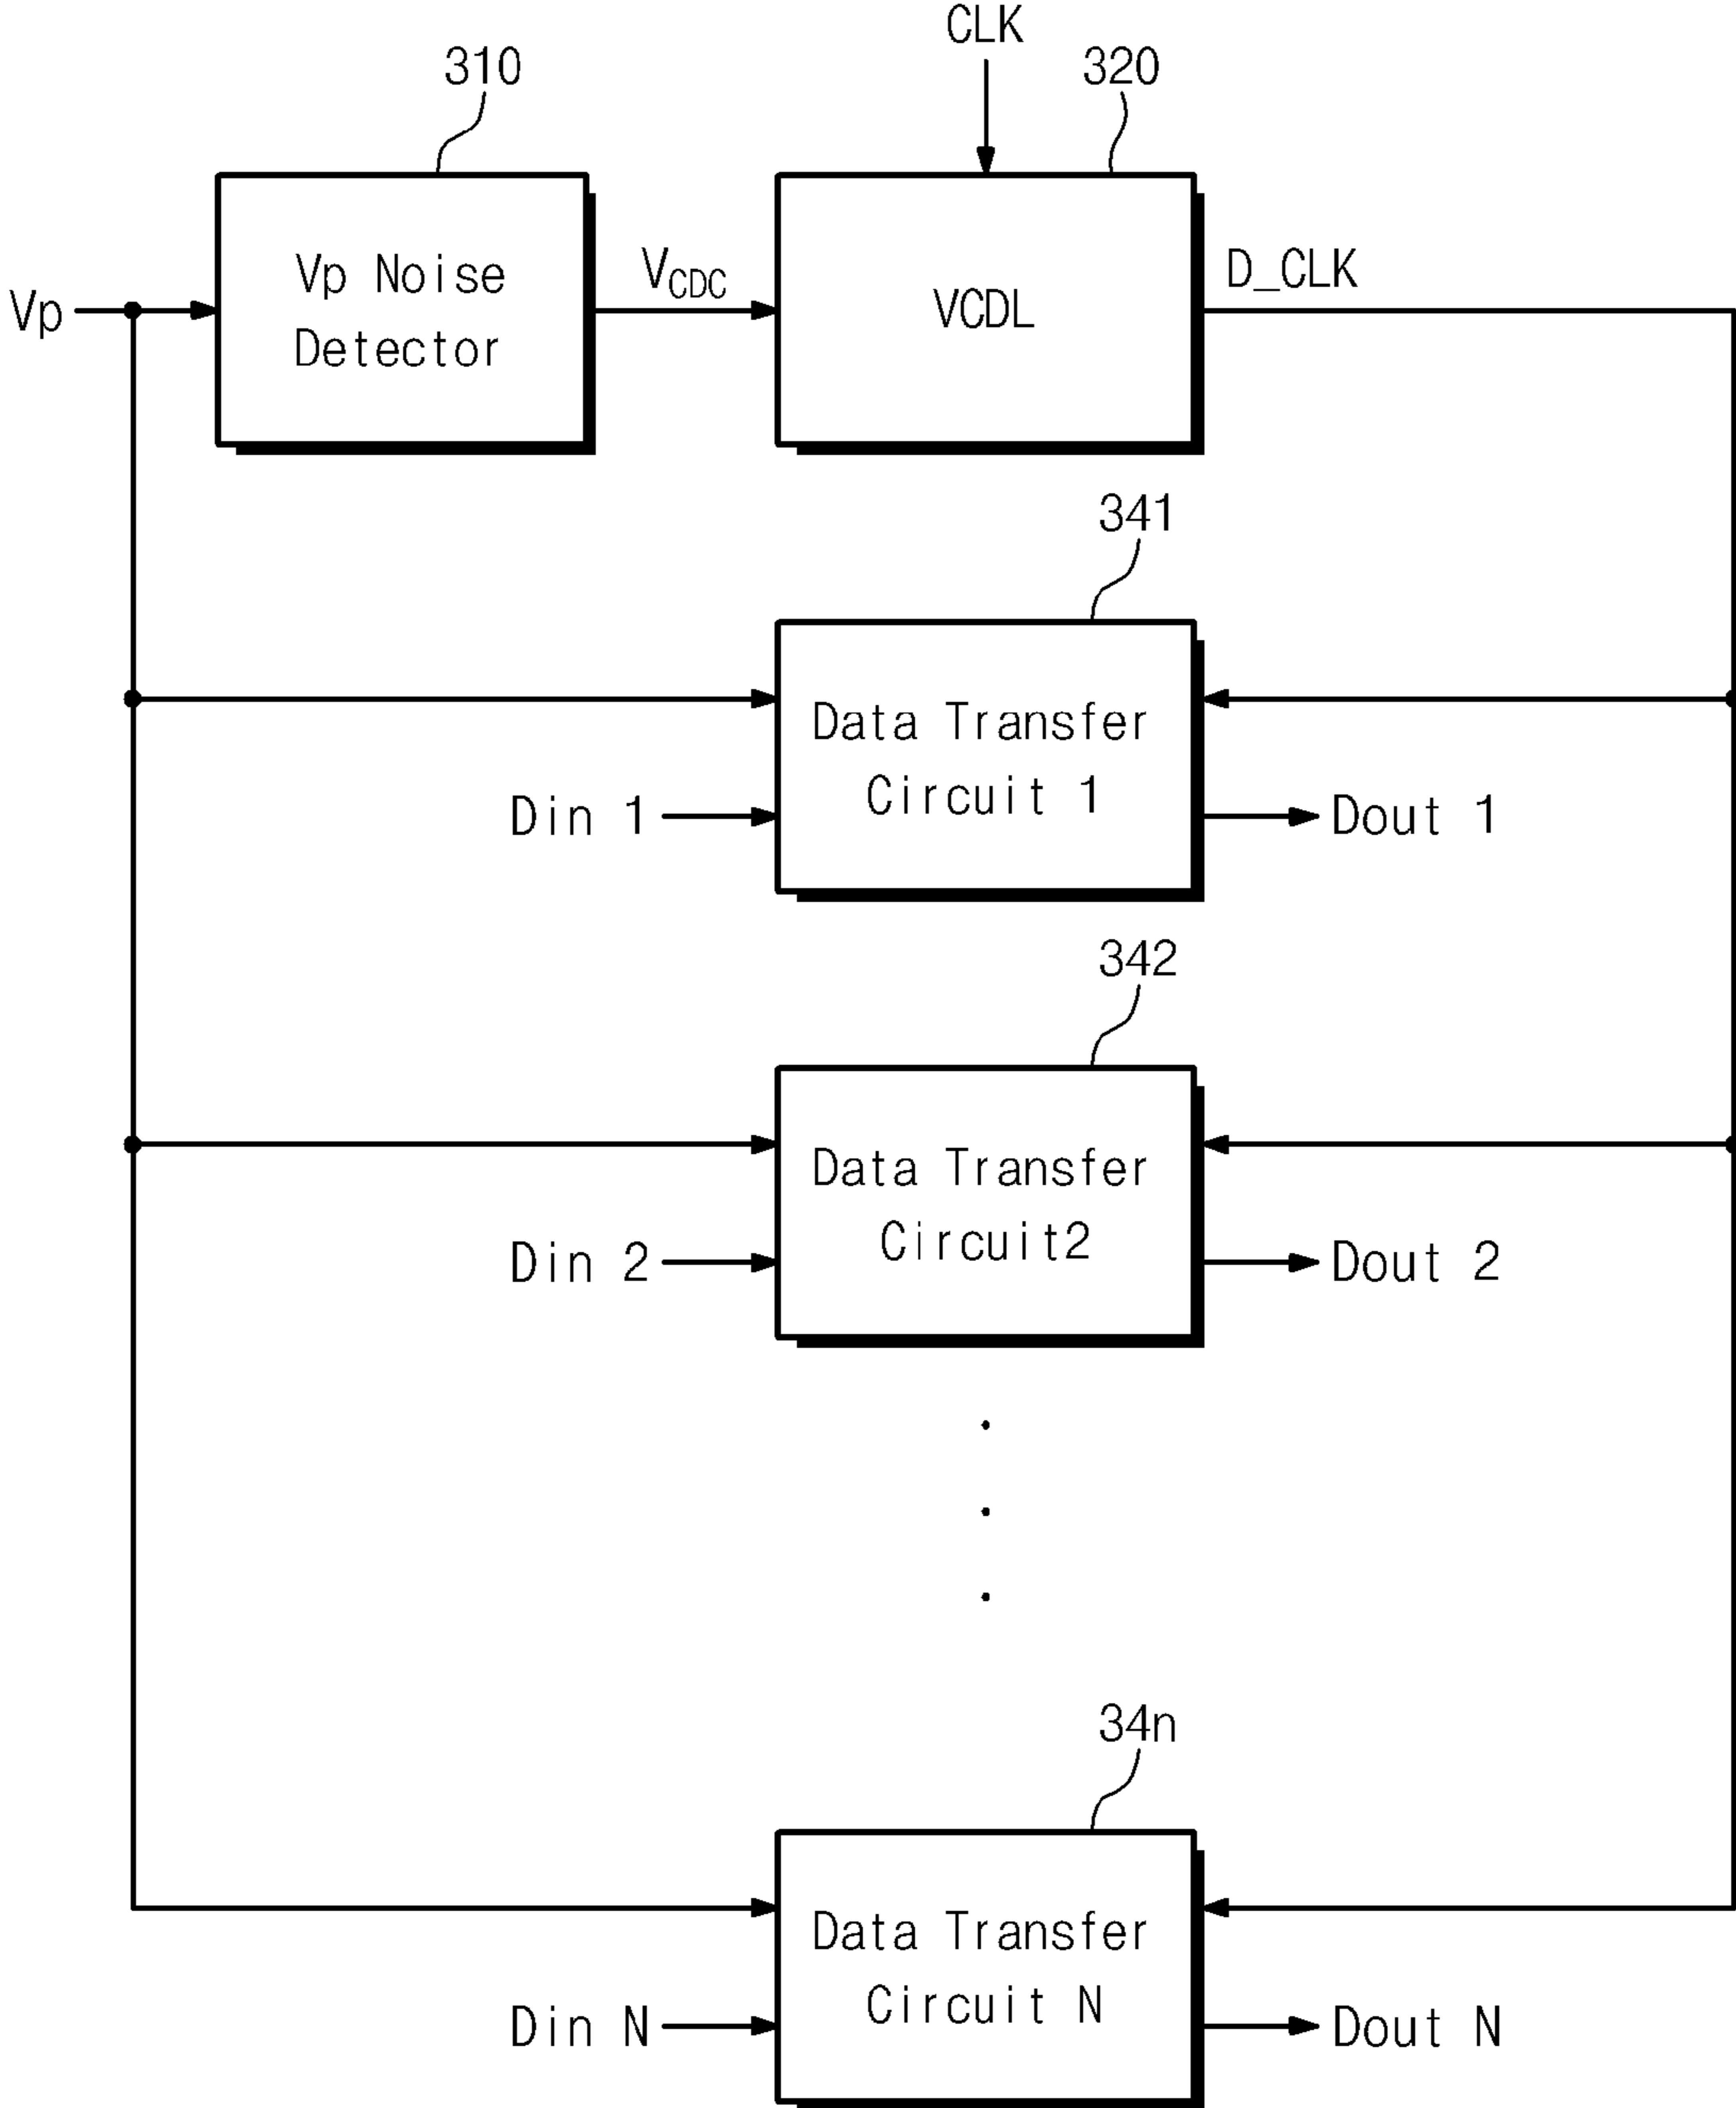 CLK
310
320
Vp
Vp Noise
Detector
VCDC
VCDL
D_CLK
341
Data Transfer
Circuit 1
Din 1
Dout 1
342
Data Transfer
Circuit2
Din 2
Dout 2
.
.
.
34n
Data Transfer
Circuit N
Din N
Dout N